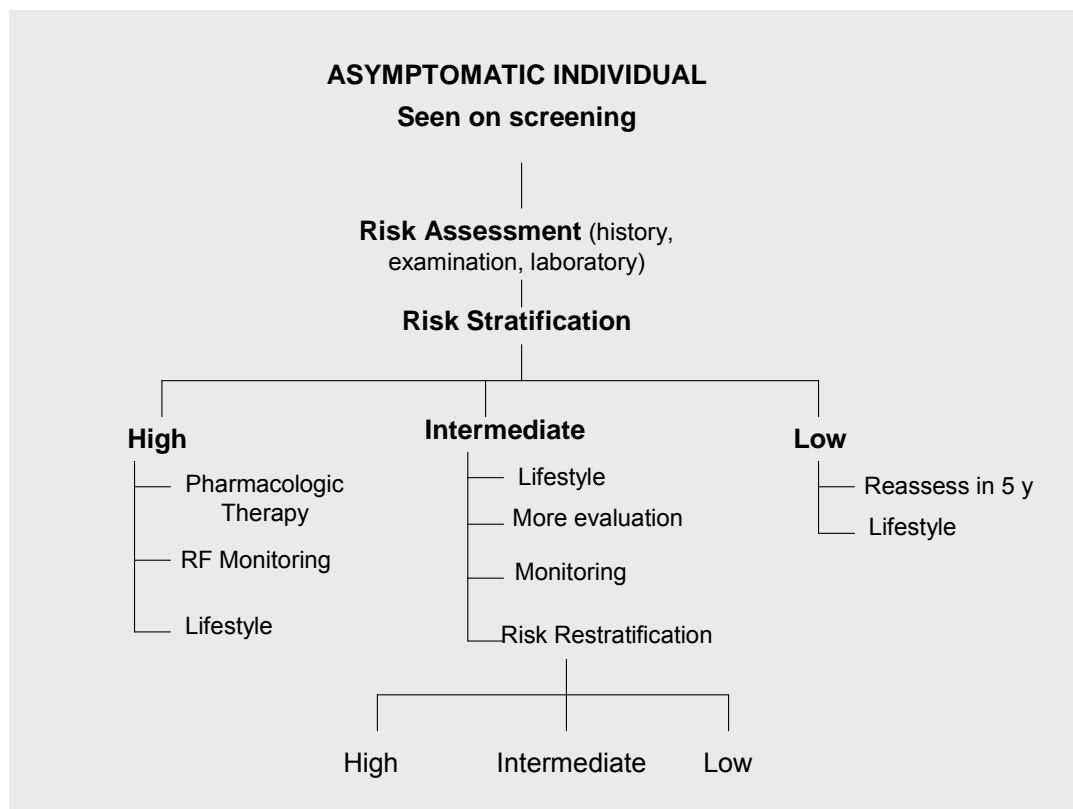 ASYMPTOMATIC INDIVIDUAL
Seen on screening
Risk Assessment (history,
examination, laboratory)
Risk Stratification
High
Pharmacologic
Therapy
RF Monitoring
Lifestyle
Intermediate
Lifestyle
More evaluation
Monitoring
Risk Restratification
High
Intermediate
Low
Low
Reassess in 5 y
Lifestyle